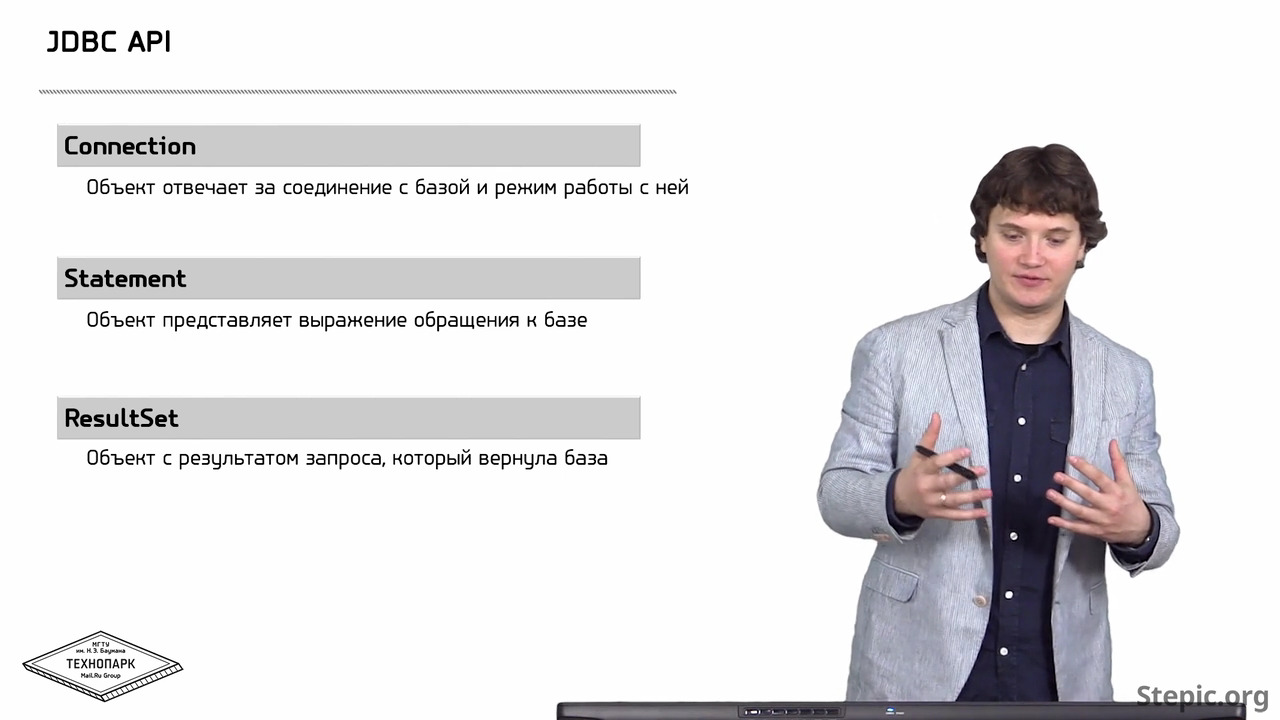 JDBC API
Connection
Объект отвечает за соединение с базой и режим работы с ней
Statement
Объект представляет выражение обращения к базе
ResultSet
Объект с результатом запроса, который вернула база
МГТУ
им. Н.Э. Баумана
ТЕХНОПАРК
Mail.Ru Group
Stepic.org